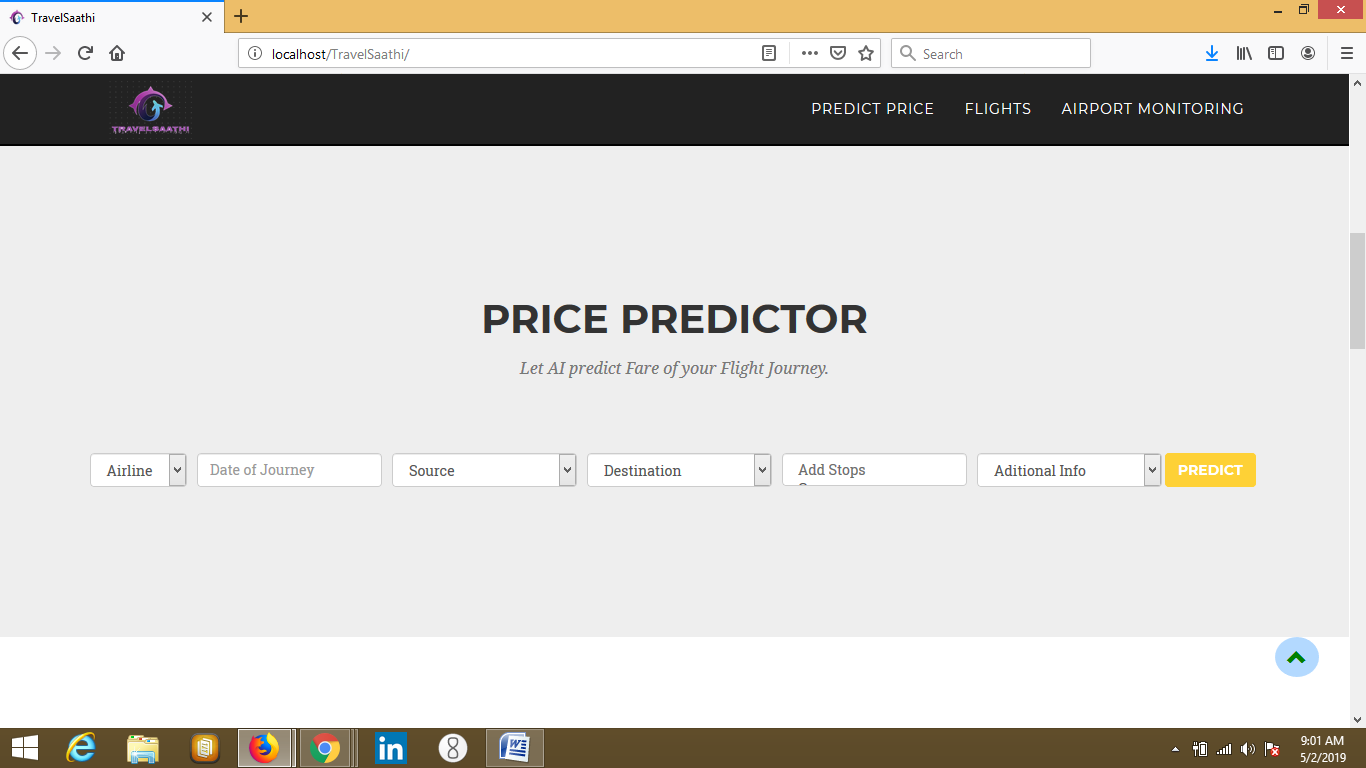 TravelSaathi
localhost/TravelSaathi/
Search
TRAVELSAATHI
PREDICT PRICE FLIGHTS AIRPORT MONITORING
PRICE PREDICTOR
Let AI predict Fare of your Flight Journey.
Airline Date of Journey Source Destination Add Stops Aditional Info PREDICT
9:01 AM
5/2/2019